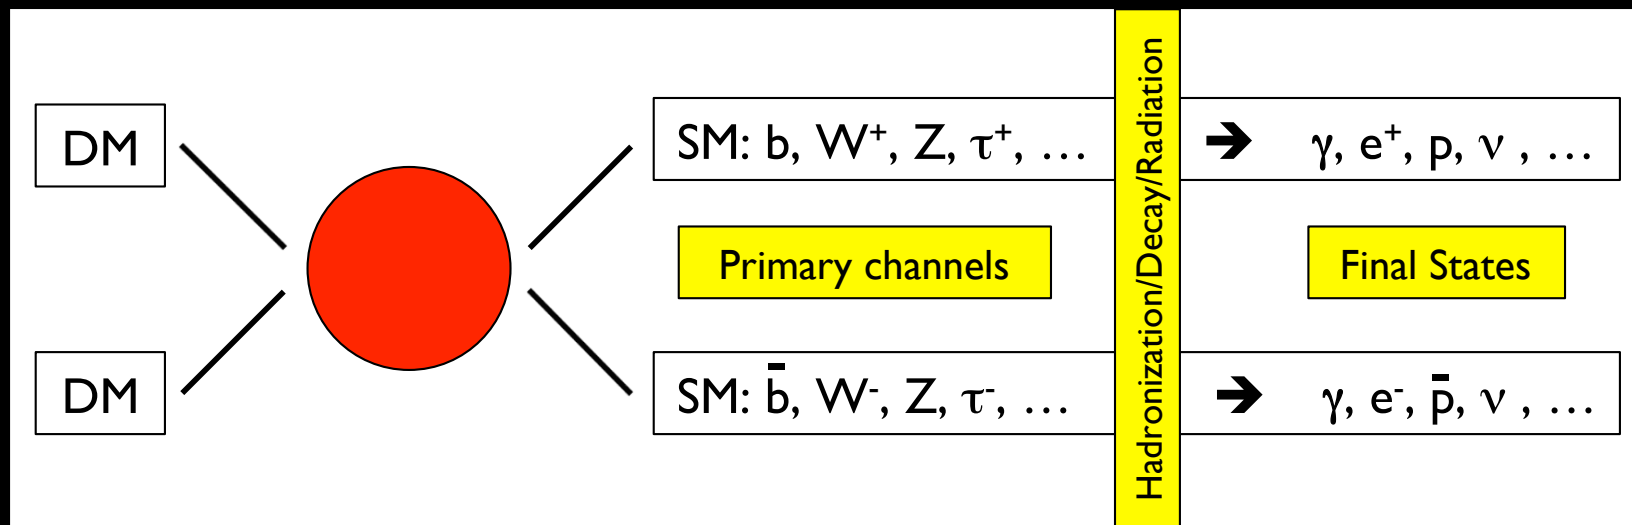 DM
SM: b, W⁺, Z, τ⁺, …
➔ γ, e⁺, p, ν , …
Hadronization/Decay/Radiation
Primary channels
Final States
DM
SM: b̄, W⁻, Z, τ⁻, …
➔ γ, e⁻, p̄, ν , …